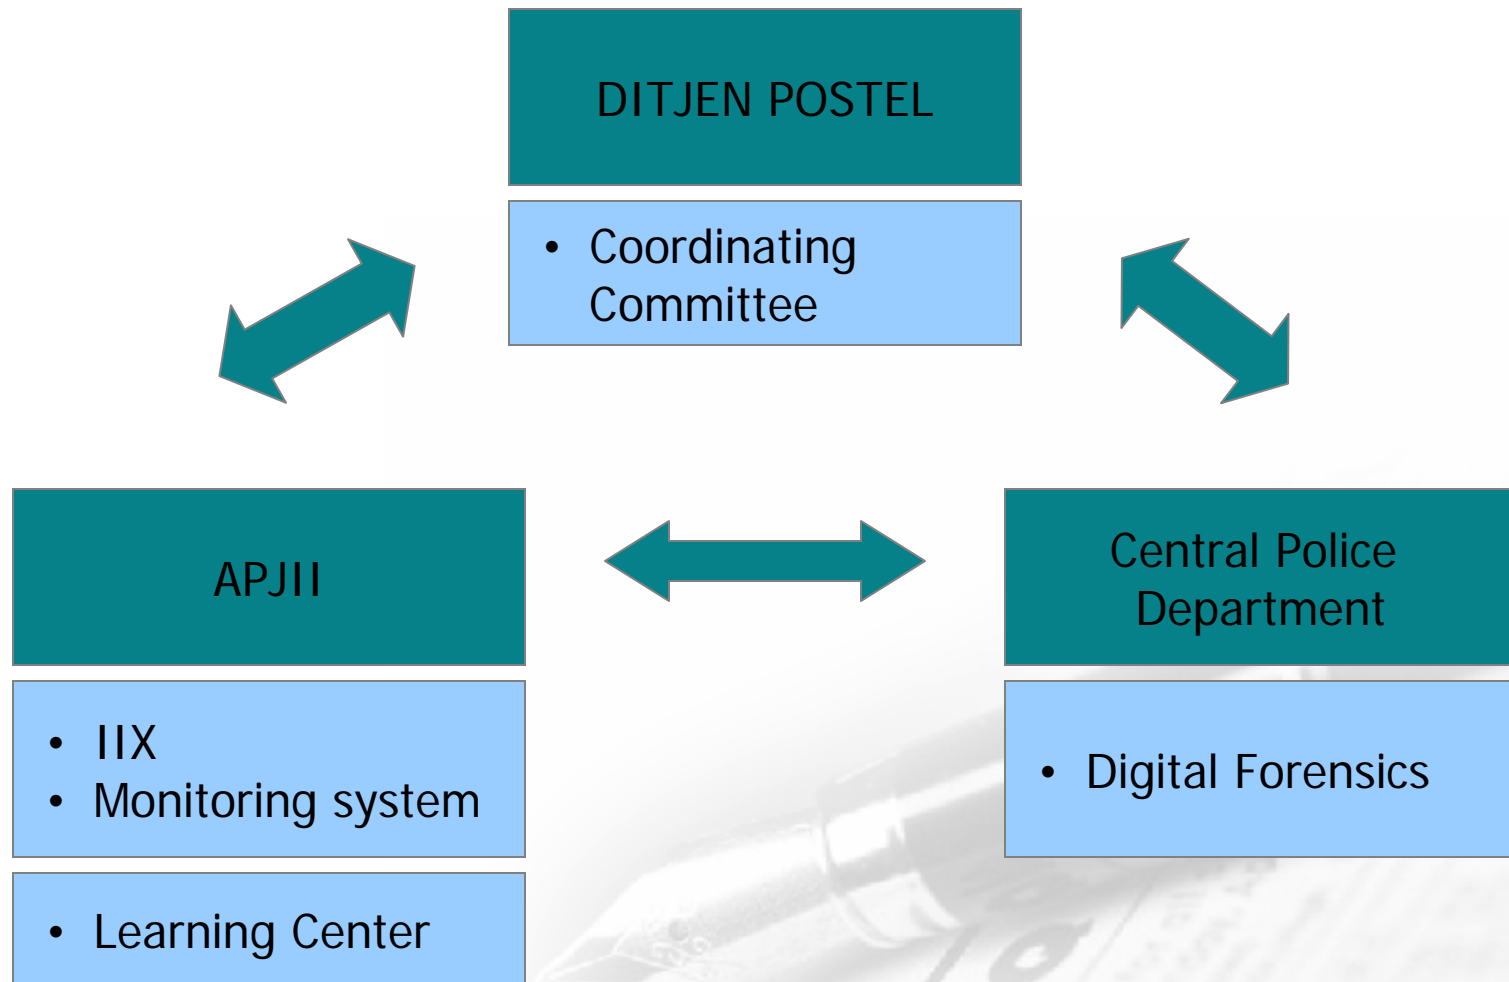 DITJEN POSTEL
• Coordinating
Committee
APJII
• IIX
• Monitoring system
• Learning Center
Central Police
Department
• Digital Forensics